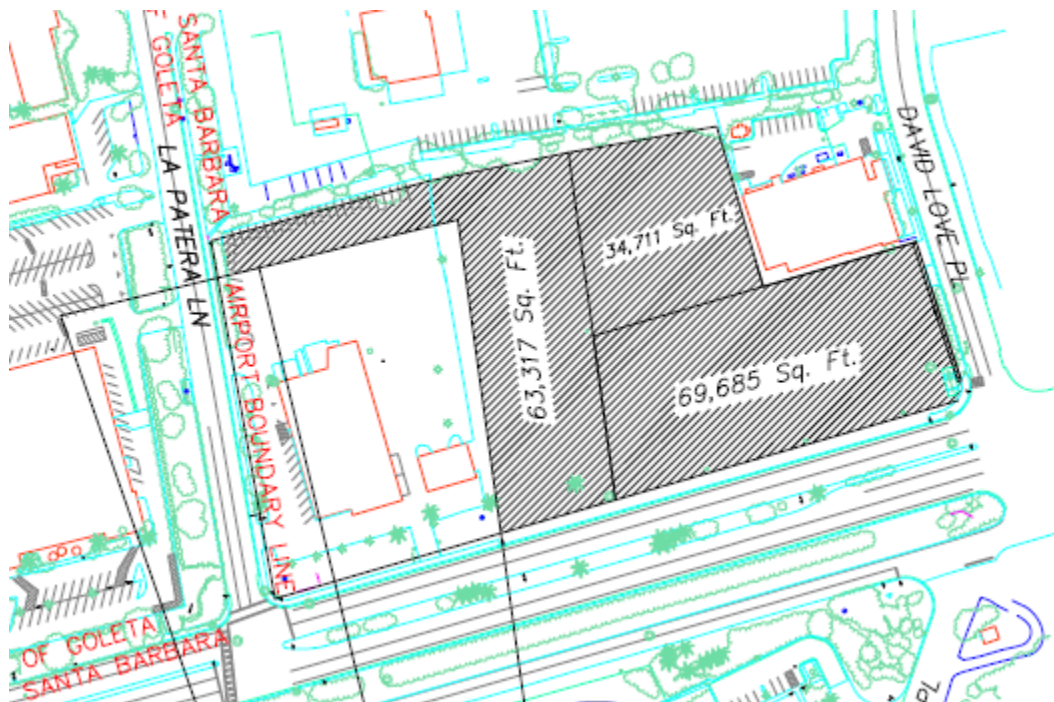 SANTA BARBARA
OF GOLETA
LA PATERA LN
DAVID LOVE PL
34,711 Sq. Ft.
63,317 Sq. Ft.
69,685 Sq. Ft.
AIRPORT BOUNDARY LINE
OF GOLETA
SANTA BARBARA